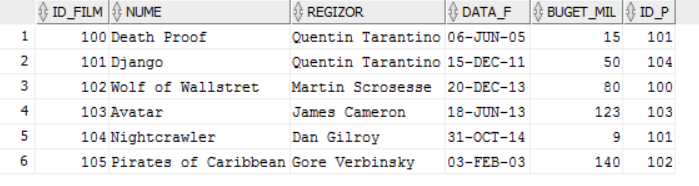 ID_FILM NUME REGIZOR DATA_F BUGET_MIL ID_P
1 100 Death Proof Quentin Tarantino 06-JUN-05 15 101
2 101 Django Quentin Tarantino 15-DEC-11 50 104
3 102 Wolf of Wallstret Martin Scrosesse 20-DEC-13 80 100
4 103 Avatar James Cameron 18-JUN-13 123 103
5 104 Nightcrawler Dan Gilroy 31-OCT-14 9 101
6 105 Pirates of Caribbean Gore Verbinsky 03-FEB-03 140 102